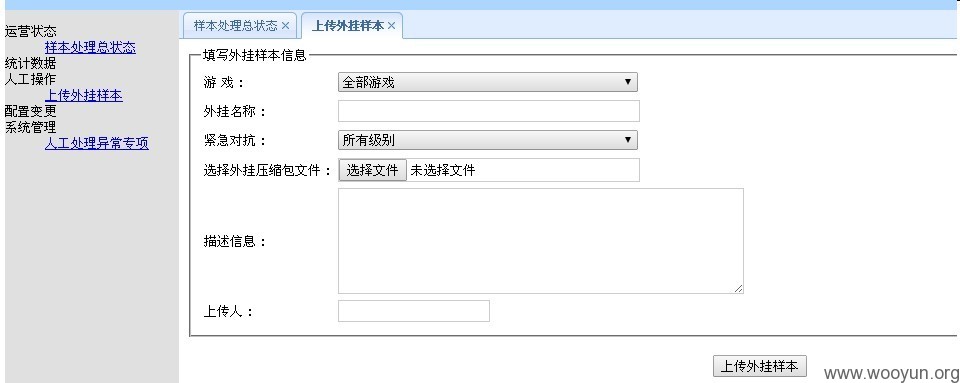 运营状态
样本处理总状态
统计数据
人工操作
上传外挂样本
配置变更
系统管理
人工处理异常专项
样本处理总状态 ×
上传外挂样本 ×
填写外挂样本信息
游 戏：
全部游戏
外挂名称：
紧急对抗：
所有级别
选择外挂压缩包文件：
选择文件 未选择文件
描述信息：
上传人：
上传外挂样本
www.wooyun.org